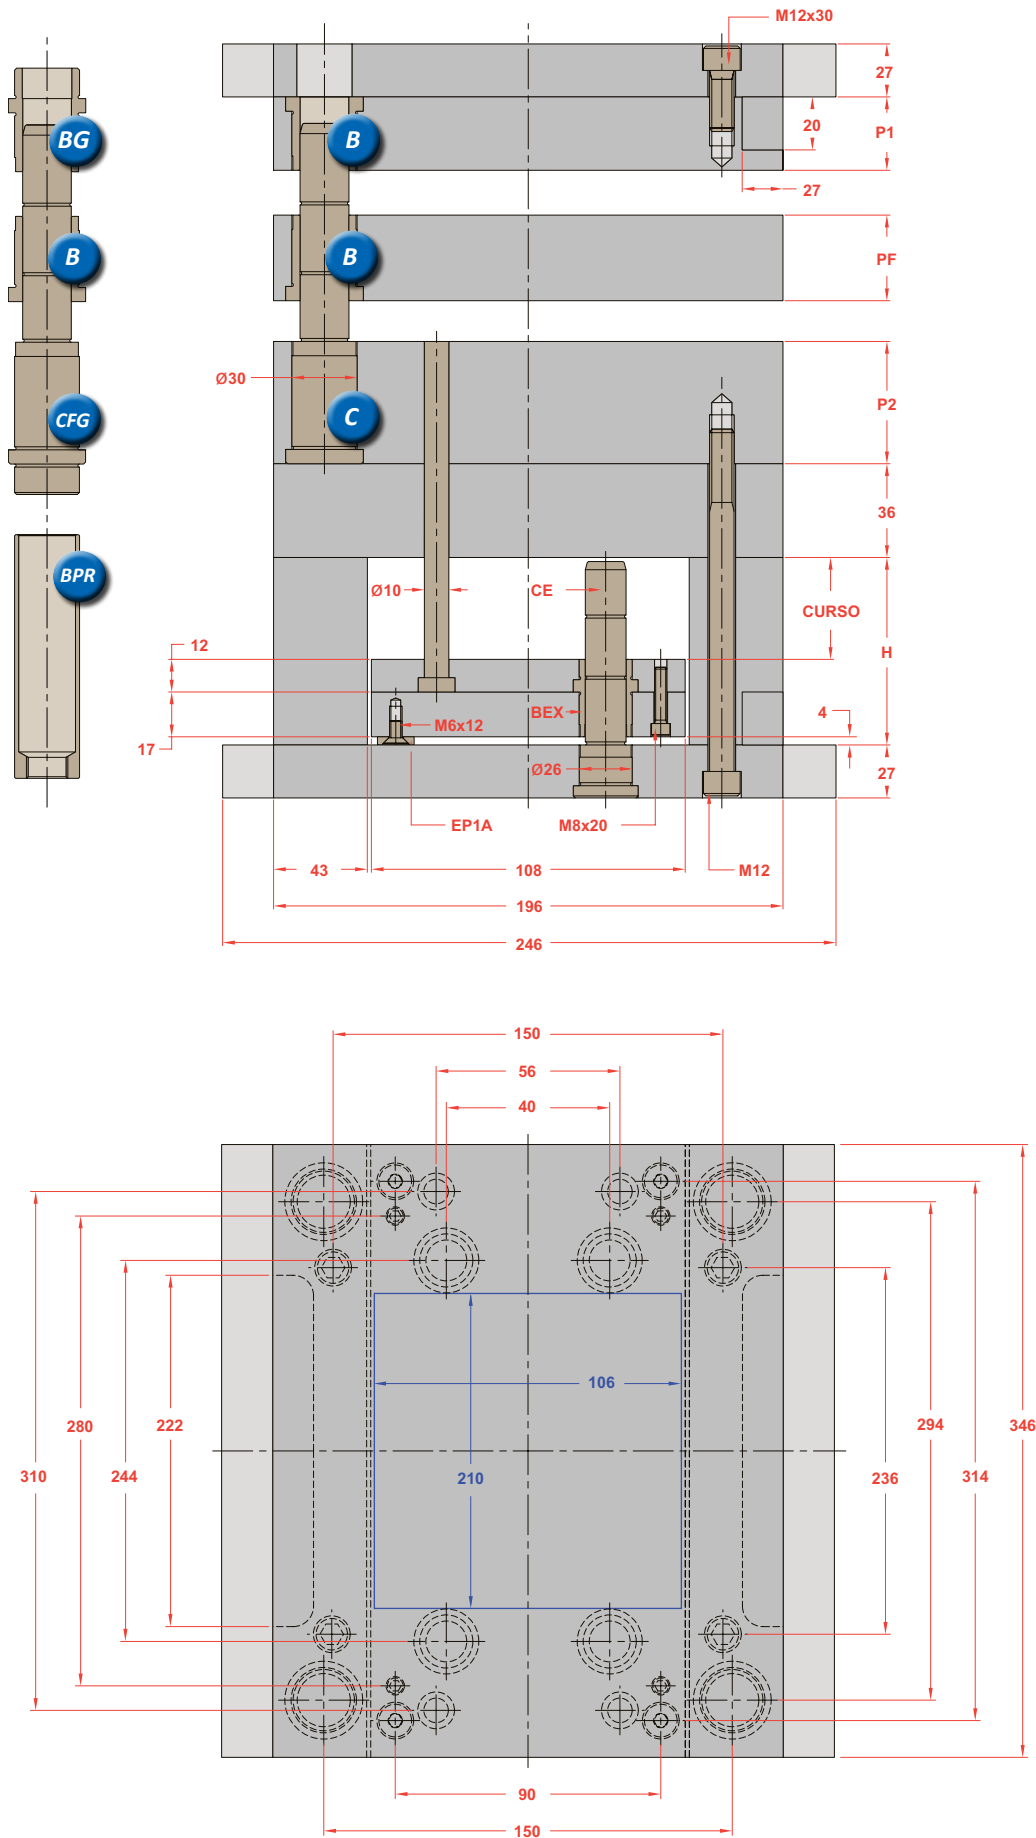 M12x30
27
20
P1
27
BG
B
B
B
PF
Ø30
CFG
C
P2
36
BPR
Ø10
CE
CURSO
12
H
BEX
4
M6x12
17
Ø26
27
EP1A
M8x20
M12
43
108
196
246
150
56
40
106
280
222
294
346
310
244
210
236
314
90
150